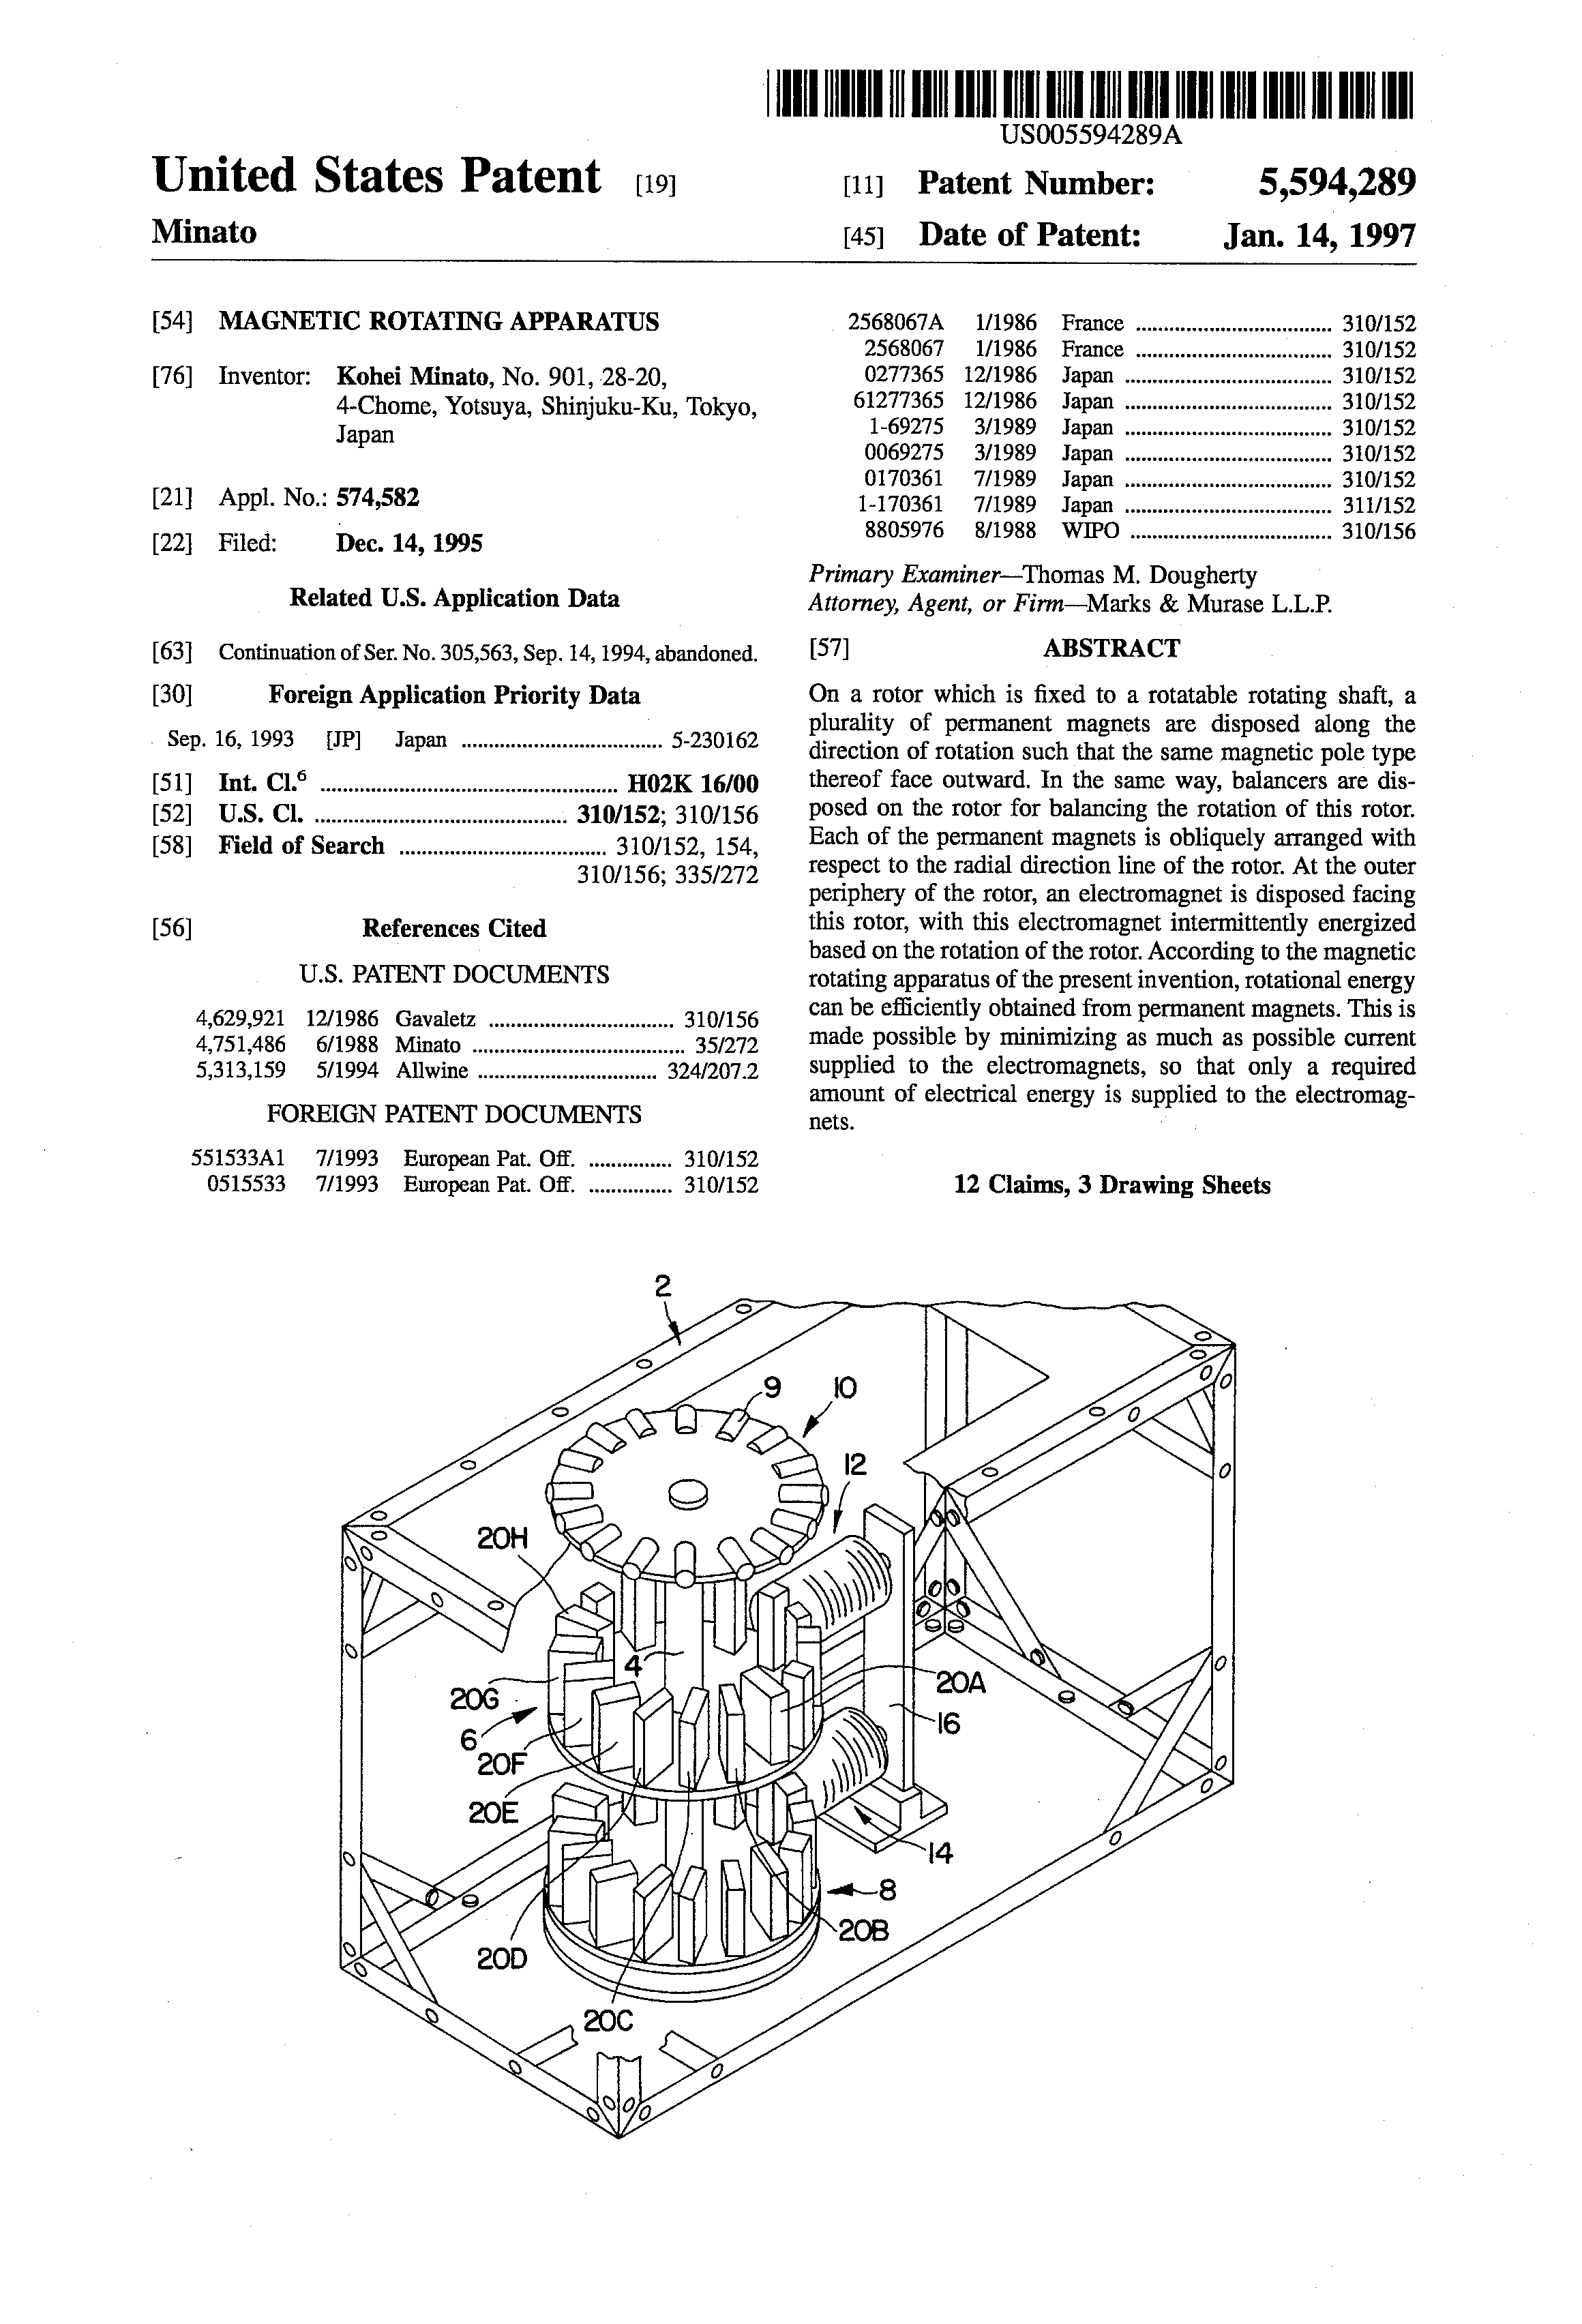 US005594289A
United States Patent [19]
Minato
[11] Patent Number: 5,594,289
[45] Date of Patent: Jan. 14, 1997
[54] MAGNETIC ROTATING APPARATUS
[76] Inventor: Kohei Minato, No. 901, 28-20,
4-Chome, Yotsuya, Shinjuku-Ku, Tokyo,
Japan
[21] Appl. No.: 574,582
[22] Filed: Dec. 14, 1995
Related U.S. Application Data
[63] Continuation of Ser. No. 305,563, Sep. 14, 1994, abandoned.
[30] Foreign Application Priority Data
Sep. 16, 1993 [JP] Japan .................................. 5-230162
[51] Int. Cl.⁶ .................................................. H02K 16/00
[52] U.S. Cl. .......................................... 310/152; 310/156
[58] Field of Search ................................... 310/152, 154,
310/156; 335/272
[56] References Cited
U.S. PATENT DOCUMENTS
4,629,921 12/1986 Gavaletz ................................ 310/156
4,751,486 6/1988 Minato ..................................... 35/272
5,313,159 5/1994 Allwine ............................... 324/207.2
FOREIGN PATENT DOCUMENTS
551533A1 7/1993 European Pat. Off. ............... 310/152
0515533 7/1993 European Pat. Off. ............... 310/152
2568067A 1/1986 France ................................... 310/152
2568067 1/1986 France ................................... 310/152
0277365 12/1986 Japan ..................................... 310/152
61277365 12/1986 Japan ..................................... 310/152
1-69275 3/1989 Japan ..................................... 310/152
0069275 3/1989 Japan ..................................... 310/152
0170361 7/1989 Japan ..................................... 310/152
1-170361 7/1989 Japan ..................................... 311/152
8805976 8/1988 WIPO .................................... 310/156
Primary Examiner—Thomas M. Dougherty
Attorney, Agent, or Firm—Marks & Murase L.L.P.
[57] ABSTRACT
On a rotor which is fixed to a rotatable rotating shaft, a
plurality of permanent magnets are disposed along the
direction of rotation such that the same magnetic pole type
thereof face outward. In the same way, balancers are dis-
posed on the rotor for balancing the rotation of this rotor.
Each of the permanent magnets is obliquely arranged with
respect to the radial direction line of the rotor. At the outer
periphery of the rotor, an electromagnet is disposed facing
this rotor, with this electromagnet intermittently energized
based on the rotation of the rotor. According to the magnetic
rotating apparatus of the present invention, rotational energy
can be efficiently obtained from permanent magnets. This is
made possible by minimizing as much as possible current
supplied to the electromagnets, so that only a required
amount of electrical energy is supplied to the electromag-
nets.
12 Claims, 3 Drawing Sheets
2
9
10
12
20H
4
20A
20G
16
6
20F
20E
14
8
20B
20D
20C